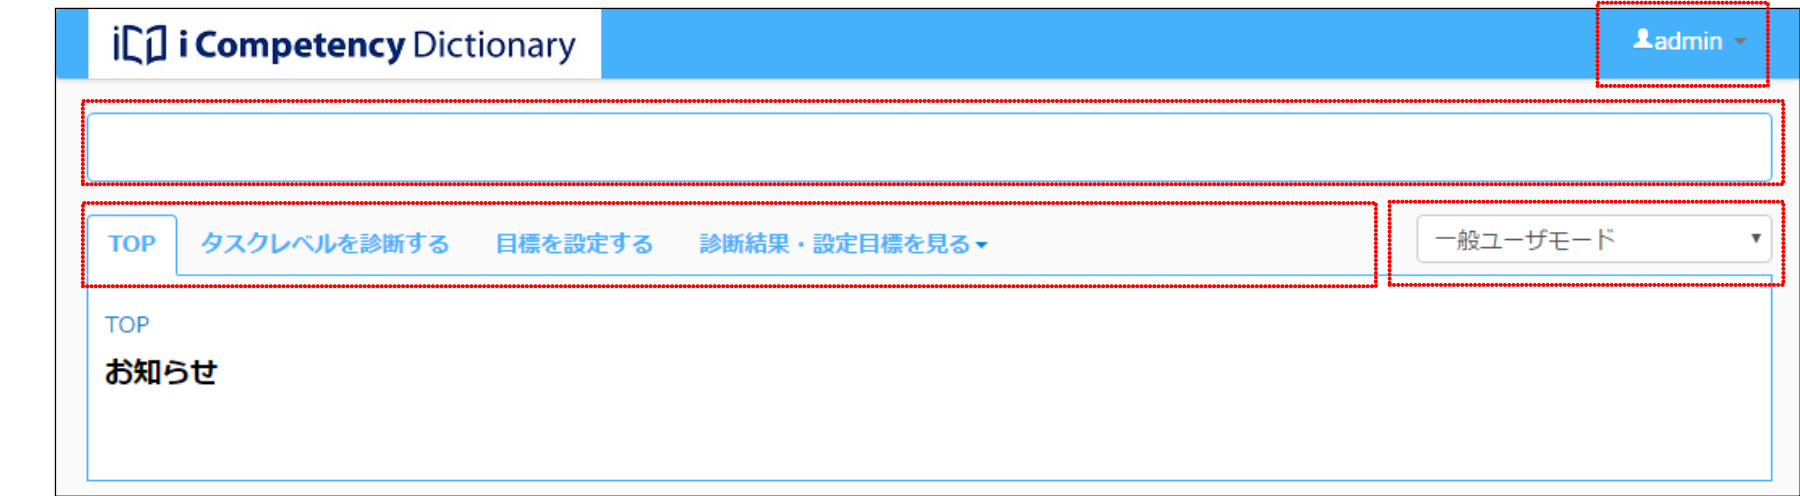 i Competency Dictionary
admin
TOP タスクレベルを診断する 目標を設定する 診断結果・設定目標を見る
一般ユーザモード
TOP
お知らせ